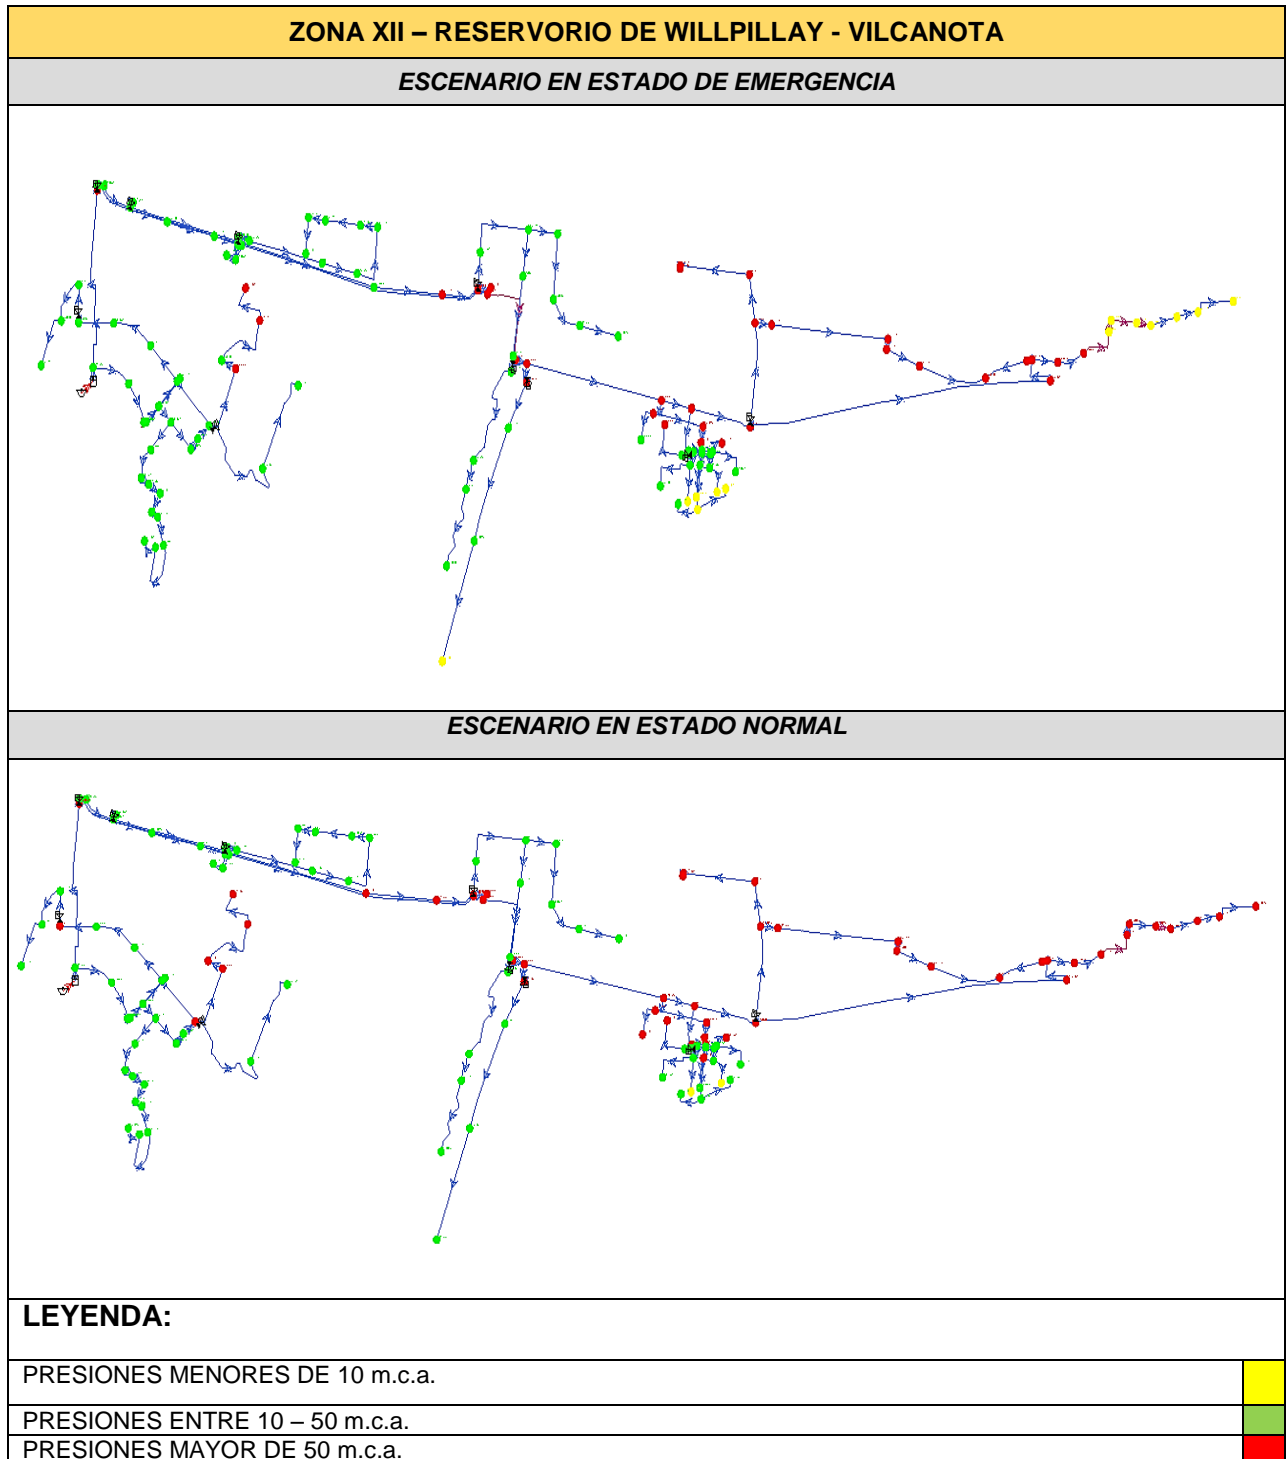 ZONA XII – RESERVORIO DE WILLPILLAY - VILCANOTA
ESCENARIO EN ESTADO DE EMERGENCIA
ESCENARIO EN ESTADO NORMAL
LEYENDA:
PRESIONES MENORES DE 10 m.c.a.
PRESIONES ENTRE 10 – 50 m.c.a.
PRESIONES MAYOR DE 50 m.c.a.